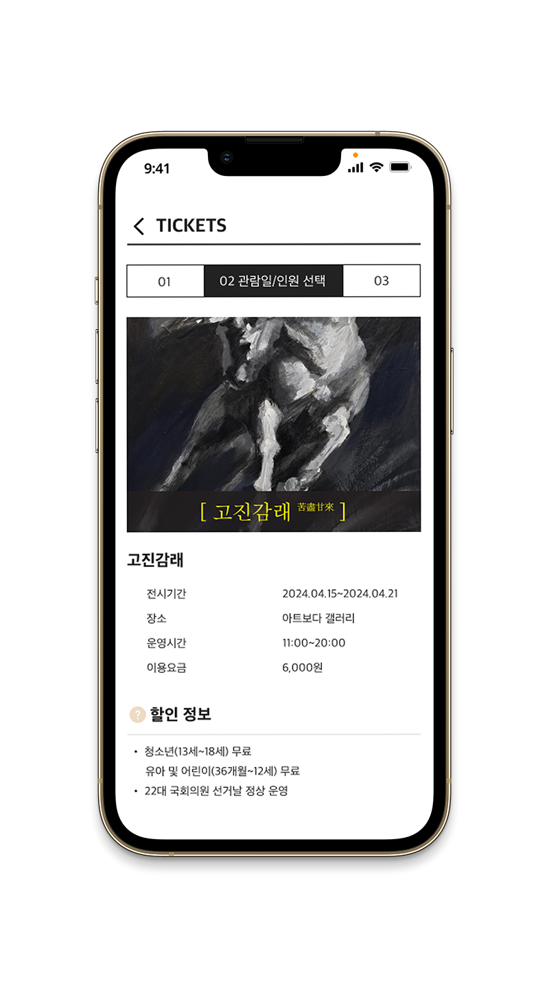 9:41
TICKETS
01
02 관람일/인원 선택
03
[ 고진감래 苦盡甘來 ]
고진감래
전시기간 2024.04.15~2024.04.21
장소 아트보다 갤러리
운영시간 11:00~20:00
이용요금 6,000원
? 할인 정보
• 청소년(13세~18세) 무료
유아 및 어린이(36개월~12세) 무료
• 22대 국회의원 선거날 정상 운영